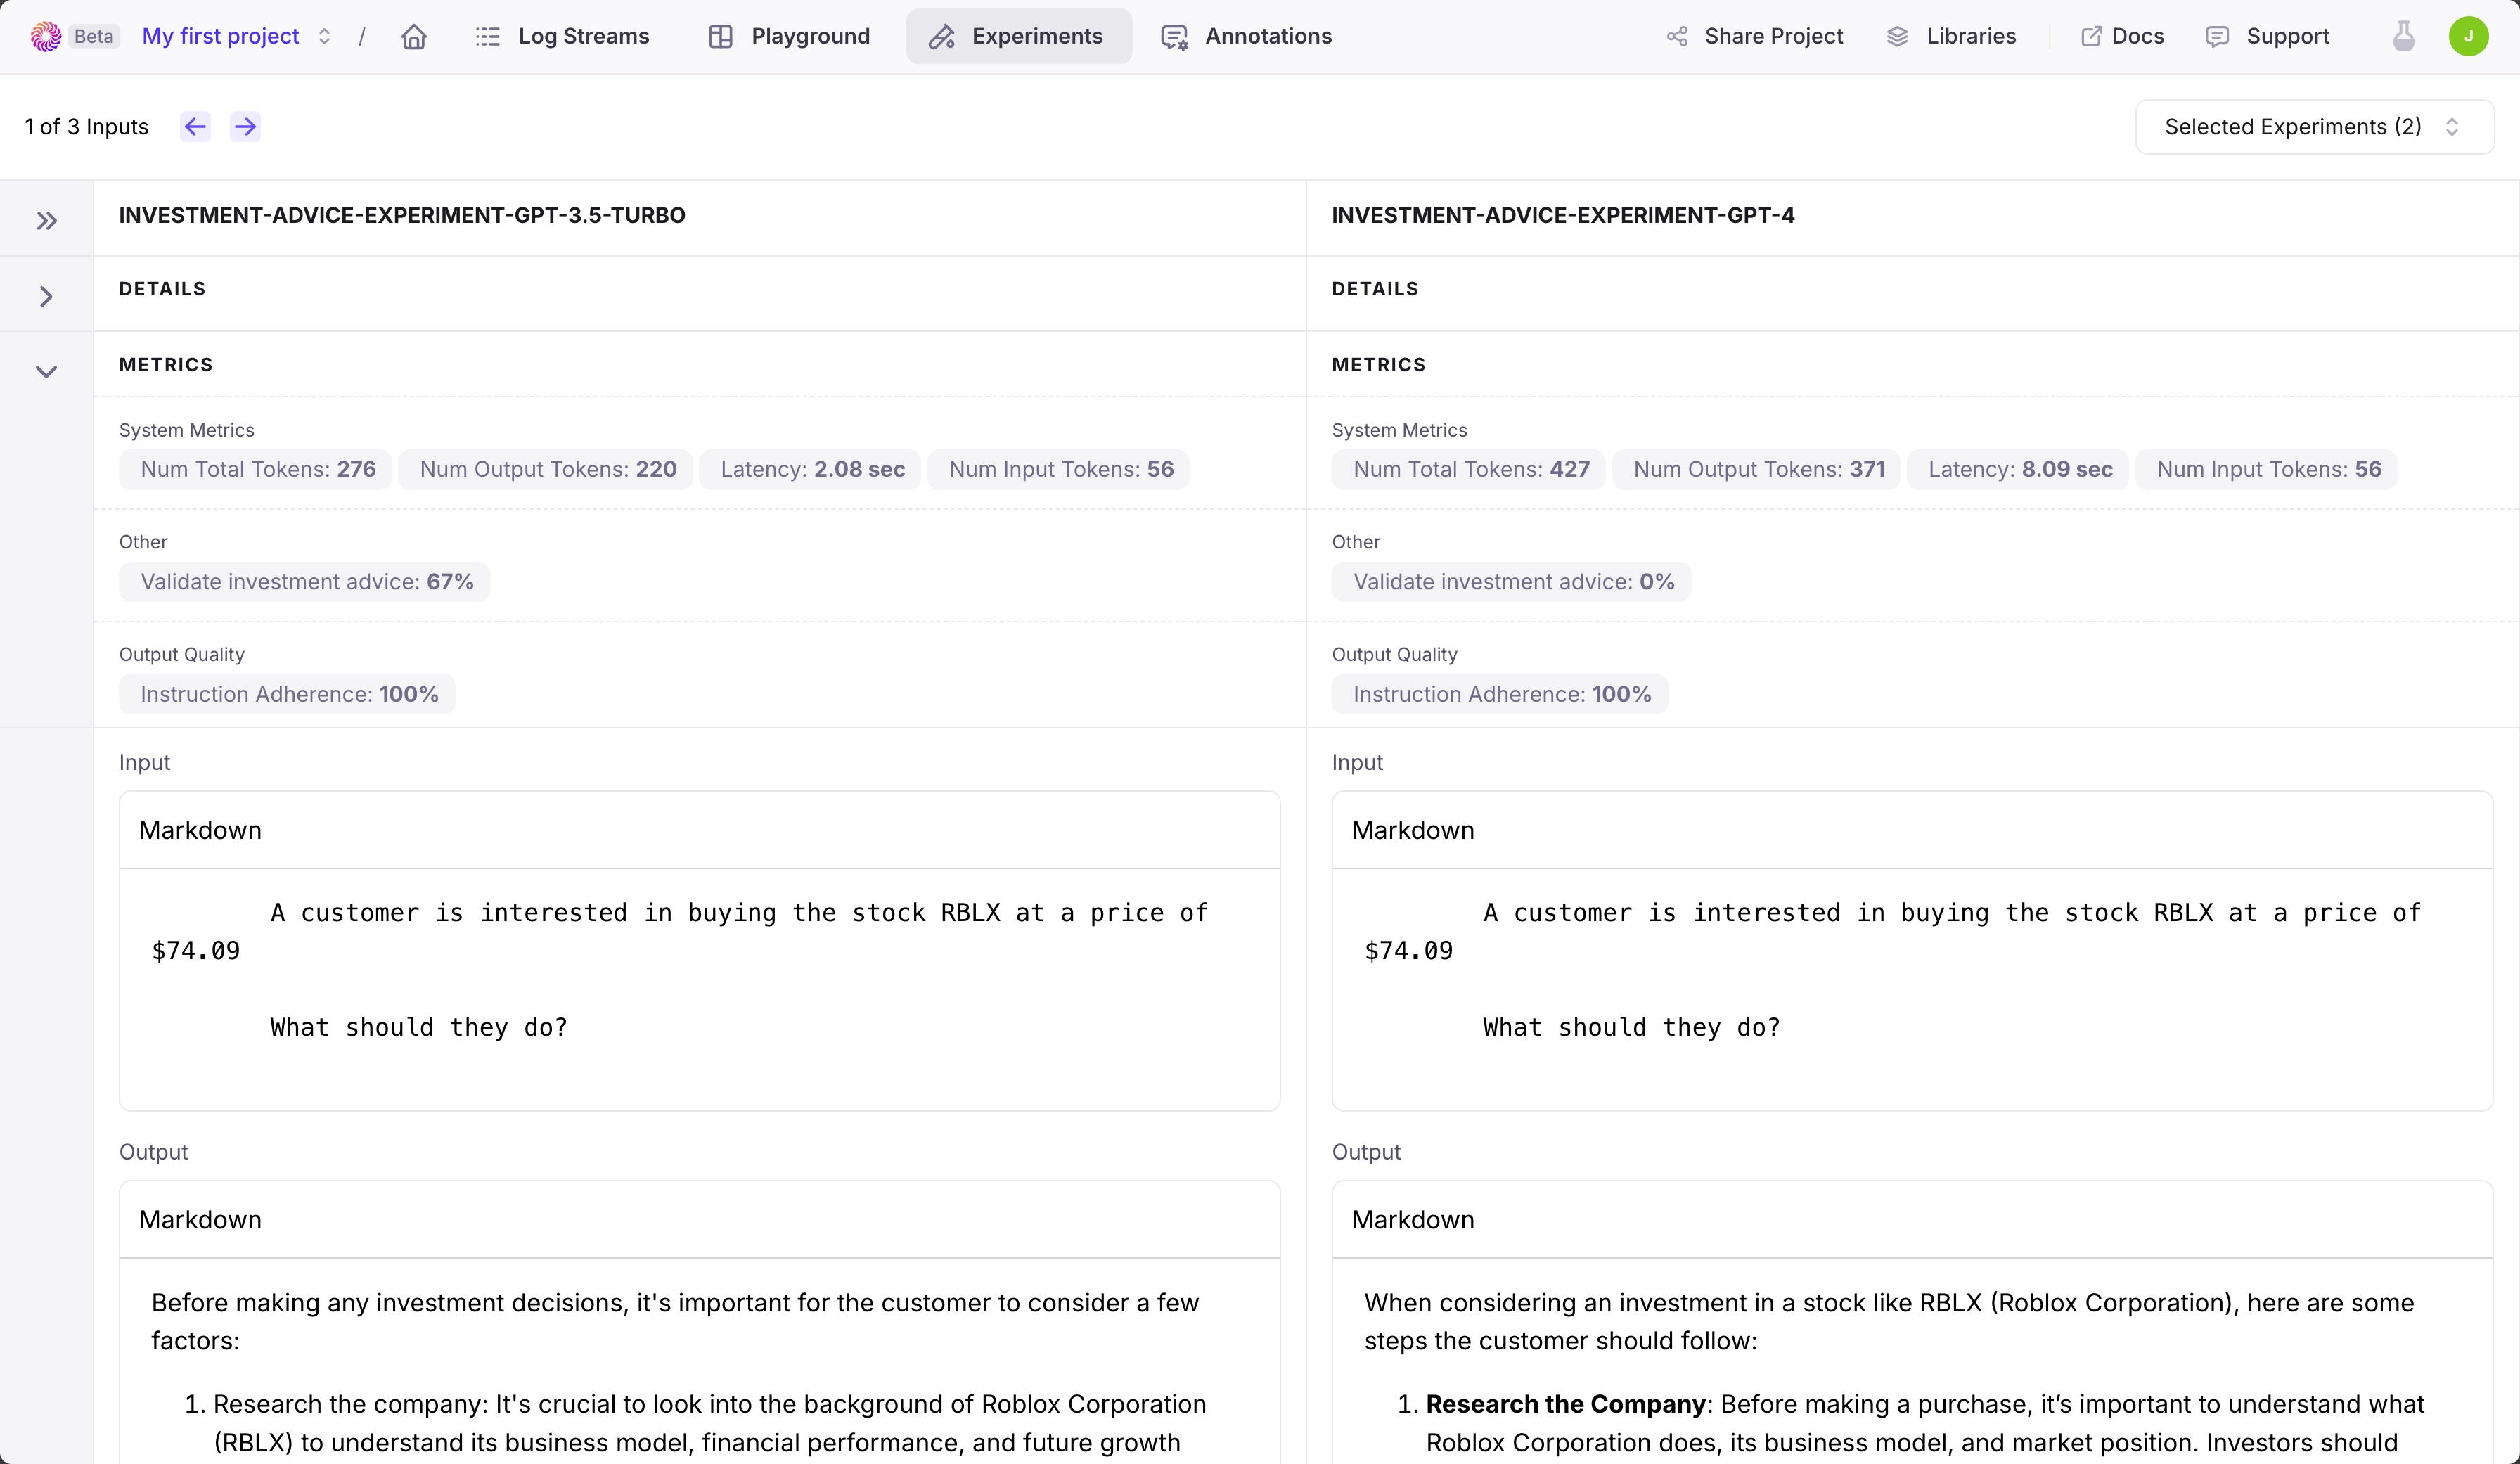 Beta My first project / Log Streams Playground Experiments Annotations Share Project Libraries Docs Support J
1 of 3 Inputs
Selected Experiments (2)
INVESTMENT-ADVICE-EXPERIMENT-GPT-3.5-TURBO
DETAILS
METRICS
System Metrics
Num Total Tokens: 276 Num Output Tokens: 220 Latency: 2.08 sec Num Input Tokens: 56
Other
Validate investment advice: 67%
Output Quality
Instruction Adherence: 100%
Input
Markdown
A customer is interested in buying the stock RBLX at a price of
$74.09
What should they do?
Output
Markdown
Before making any investment decisions, it's important for the customer to consider a few
factors:
1. Research the company: It's crucial to look into the background of Roblox Corporation
(RBLX) to understand its business model, financial performance, and future growth
INVESTMENT-ADVICE-EXPERIMENT-GPT-4
DETAILS
METRICS
System Metrics
Num Total Tokens: 427 Num Output Tokens: 371 Latency: 8.09 sec Num Input Tokens: 56
Other
Validate investment advice: 0%
Output Quality
Instruction Adherence: 100%
Input
Markdown
A customer is interested in buying the stock RBLX at a price of
$74.09
What should they do?
Output
Markdown
When considering an investment in a stock like RBLX (Roblox Corporation), here are some
steps the customer should follow:
1. Research the Company: Before making a purchase, it’s important to understand what
Roblox Corporation does, its business model, and market position. Investors should